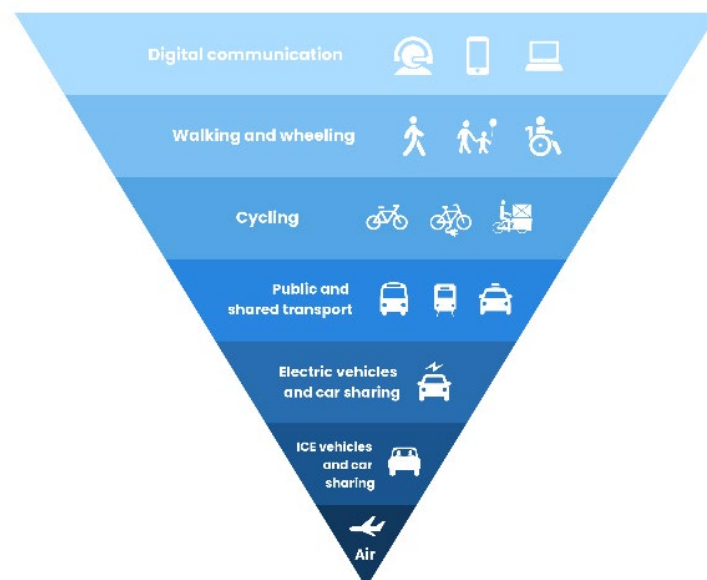 Digital communication
Walking and wheeling
Cycling
Public and
shared transport
Electric vehicles
and car sharing
ICE vehicles
and car
sharing
Air